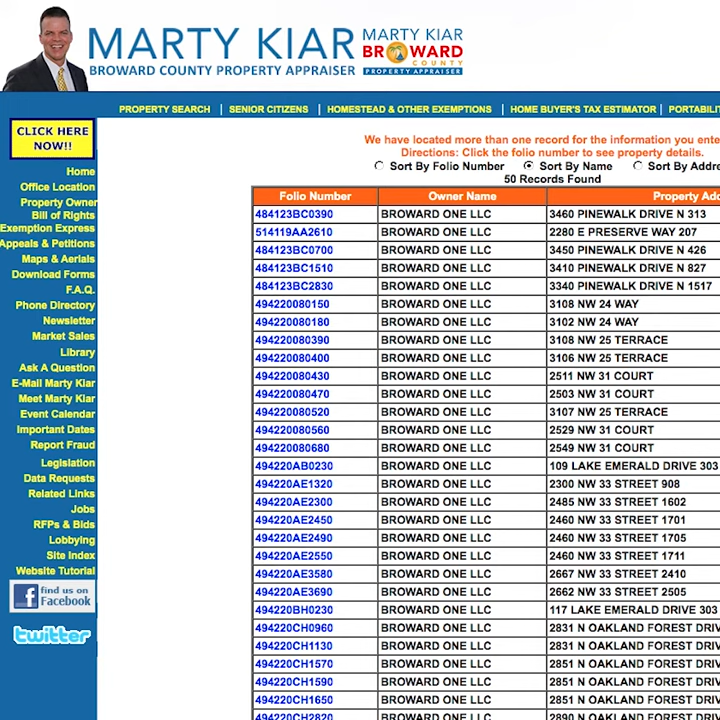 MARTY KIAR
BROWARD COUNTY PROPERTY APPRAISER
MARTY KIAR
BROWARD
COUNTY
PROPERTY APPRAISER
PROPERTY SEARCH | SENIOR CITIZENS | HOMESTEAD & OTHER EXEMPTIONS | HOME BUYER'S TAX ESTIMATOR | PORTABILI
CLICK HERE
NOW!!
Home
Office Location
Property Owner
Bill of Rights
Exemption Express
Appeals & Petitions
Maps & Aerials
Download Forms
F.A.Q.
Phone Directory
Newsletter
Market Sales
Library
Ask A Question
E-Mail Marty Kiar
Meet Marty Kiar
Event Calendar
Important Dates
Report Fraud
Legislation
Data Requests
Related Links
Jobs
RFPs & Bids
Lobbying
Site Index
Website Tutorial
find us on
Facebook
twitter
We have located more than one record for the information you ente
Directions: Click the folio number to see property details.
Sort By Folio Number Sort By Name Sort By Addre
50 Records Found
Folio Number Owner Name Property Add
484123BC0390 BROWARD ONE LLC 3460 PINEWALK DRIVE N 313
514119AA2610 BROWARD ONE LLC 2280 E PRESERVE WAY 207
484123BC0700 BROWARD ONE LLC 3450 PINEWALK DRIVE N 426
484123BC1510 BROWARD ONE LLC 3410 PINEWALK DRIVE N 827
484123BC2830 BROWARD ONE LLC 3340 PINEWALK DRIVE N 1517
494220080150 BROWARD ONE LLC 3108 NW 24 WAY
494220080180 BROWARD ONE LLC 3102 NW 24 WAY
494220080390 BROWARD ONE LLC 3108 NW 25 TERRACE
494220080400 BROWARD ONE LLC 3106 NW 25 TERRACE
494220080430 BROWARD ONE LLC 2511 NW 31 COURT
494220080470 BROWARD ONE LLC 2503 NW 31 COURT
494220080520 BROWARD ONE LLC 3107 NW 25 TERRACE
494220080560 BROWARD ONE LLC 2529 NW 31 COURT
494220080680 BROWARD ONE LLC 2549 NW 31 COURT
494220AB0230 BROWARD ONE LLC 109 LAKE EMERALD DRIVE 303
494220AE1320 BROWARD ONE LLC 2300 NW 33 STREET 908
494220AE2300 BROWARD ONE LLC 2485 NW 33 STREET 1602
494220AE2450 BROWARD ONE LLC 2460 NW 33 STREET 1701
494220AE2490 BROWARD ONE LLC 2460 NW 33 STREET 1705
494220AE2550 BROWARD ONE LLC 2460 NW 33 STREET 1711
494220AE3580 BROWARD ONE LLC 2667 NW 33 STREET 2410
494220AE3690 BROWARD ONE LLC 2662 NW 33 STREET 2505
494220BH0230 BROWARD ONE LLC 117 LAKE EMERALD DRIVE 303
494220CH0960 BROWARD ONE LLC 2831 N OAKLAND FOREST DRIV
494220CH1130 BROWARD ONE LLC 2831 N OAKLAND FOREST DRIV
494220CH1570 BROWARD ONE LLC 2851 N OAKLAND FOREST DRIV
494220CH1590 BROWARD ONE LLC 2851 N OAKLAND FOREST DRIV
494220CH1650 BROWARD ONE LLC 2851 N OAKLAND FOREST DRIV
494220CH2820 BROWARD ONE LLC 2890 N OAKLAND FOREST DRIV